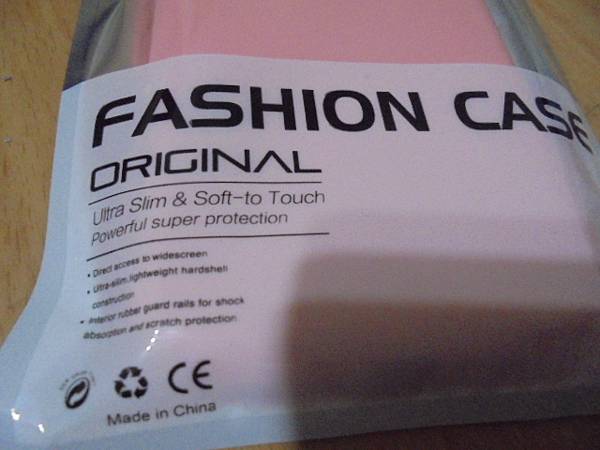 FASHION CASE
ORIGINAL
Ultra Slim & Soft-to Touch
Powerful super protection
• Direct access to widescreen
• Ultra-slim, lightweight hardshell
construction
• Interior rubber guard rails for shock
absorption and scratch protection
CE
Made in China